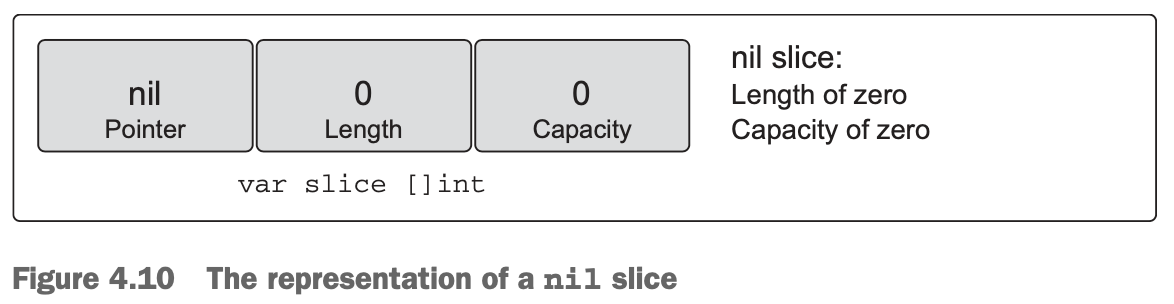 nil
Pointer
0
Length
0
Capacity
nil slice:
Length of zero
Capacity of zero
var slice []int
Figure 4.10 The representation of a nil slice